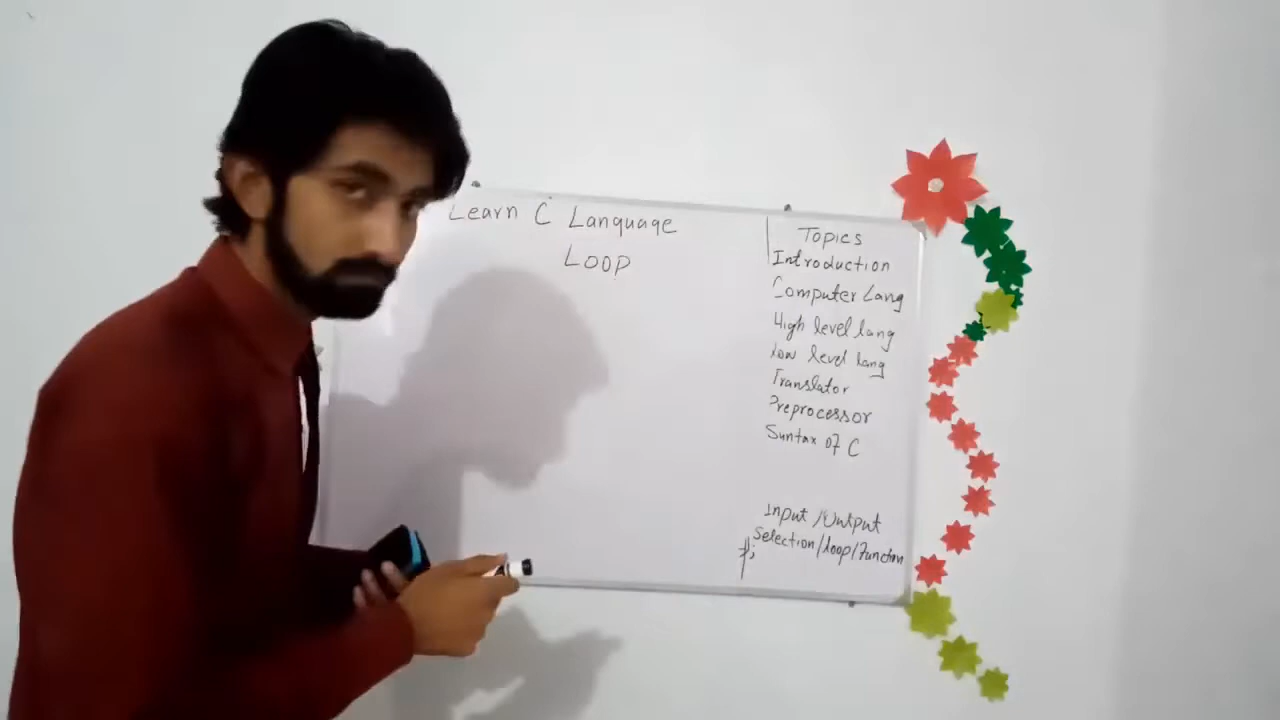 Learn C Language
LOOP
Topics
Introduction
Computer Lang
High level lang
Low level lang
Translator
Preprocessor
Suntax of C
Input/Output
Selection/loop/Function